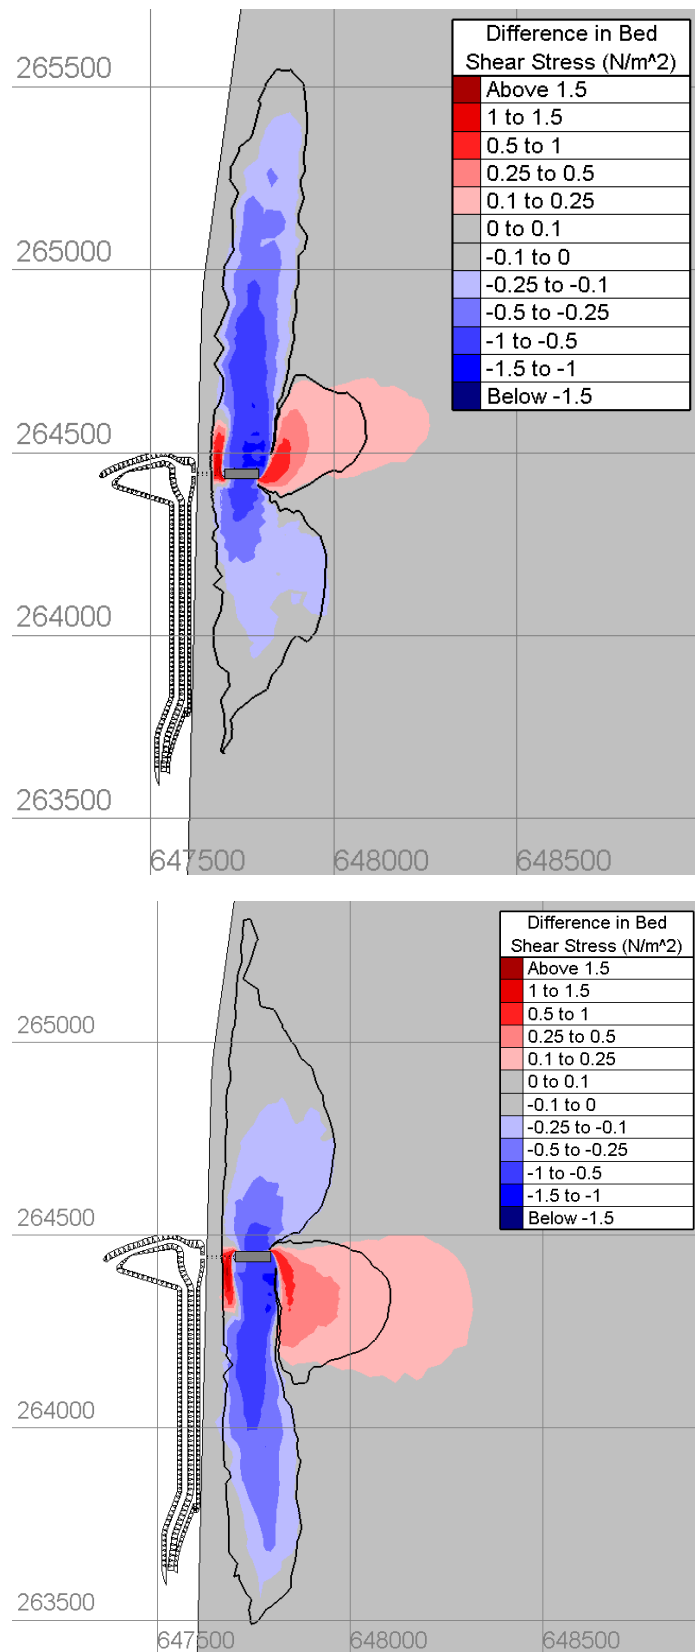 Difference in Bed
Shear Stress (N/m^2)
Above 1.5
1 to 1.5
0.5 to 1
0.25 to 0.5
0.1 to 0.25
0 to 0.1
-0.1 to 0
-0.25 to -0.1
-0.5 to -0.25
-1 to -0.5
-1.5 to -1
Below -1.5
265500
265000
264500
264000
263500
647500 648000 648500
Difference in Bed
Shear Stress (N/m^2)
Above 1.5
1 to 1.5
0.5 to 1
0.25 to 0.5
0.1 to 0.25
0 to 0.1
-0.1 to 0
-0.25 to -0.1
-0.5 to -0.25
-1 to -0.5
-1.5 to -1
Below -1.5
265000
264500
264000
263500
647500 648000 648500